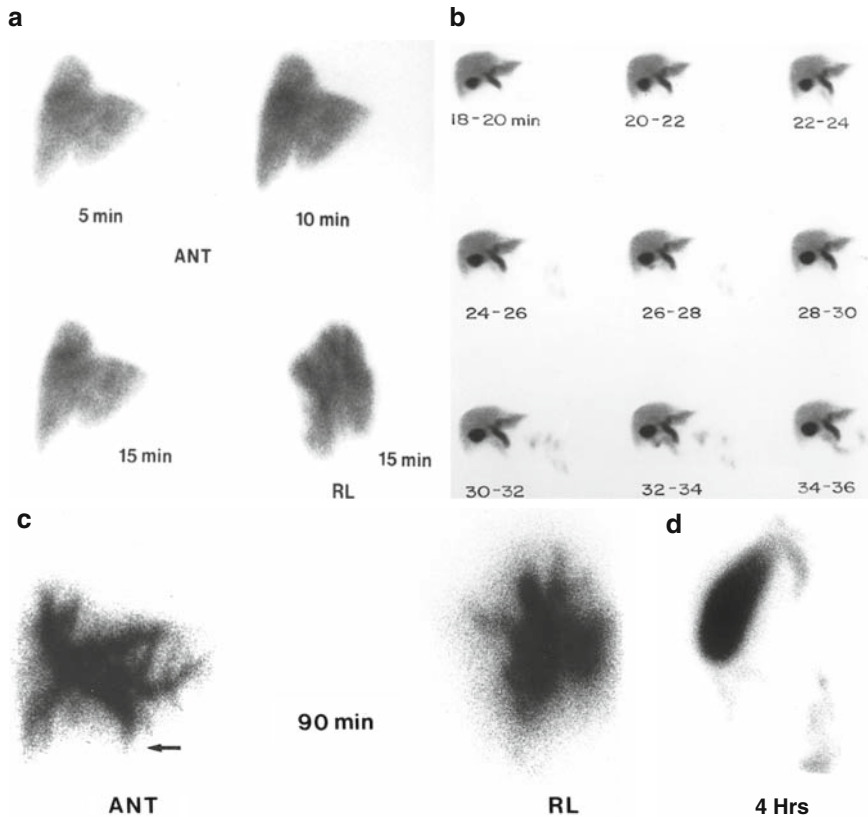 a
5 min
10 min
ANT
15 min
15 min
RL
b
18-20 min
20-22
22-24
24-26
26-28
28-30
30-32
32-34
34-36
c
90 min
ANT
RL
d
4 Hrs